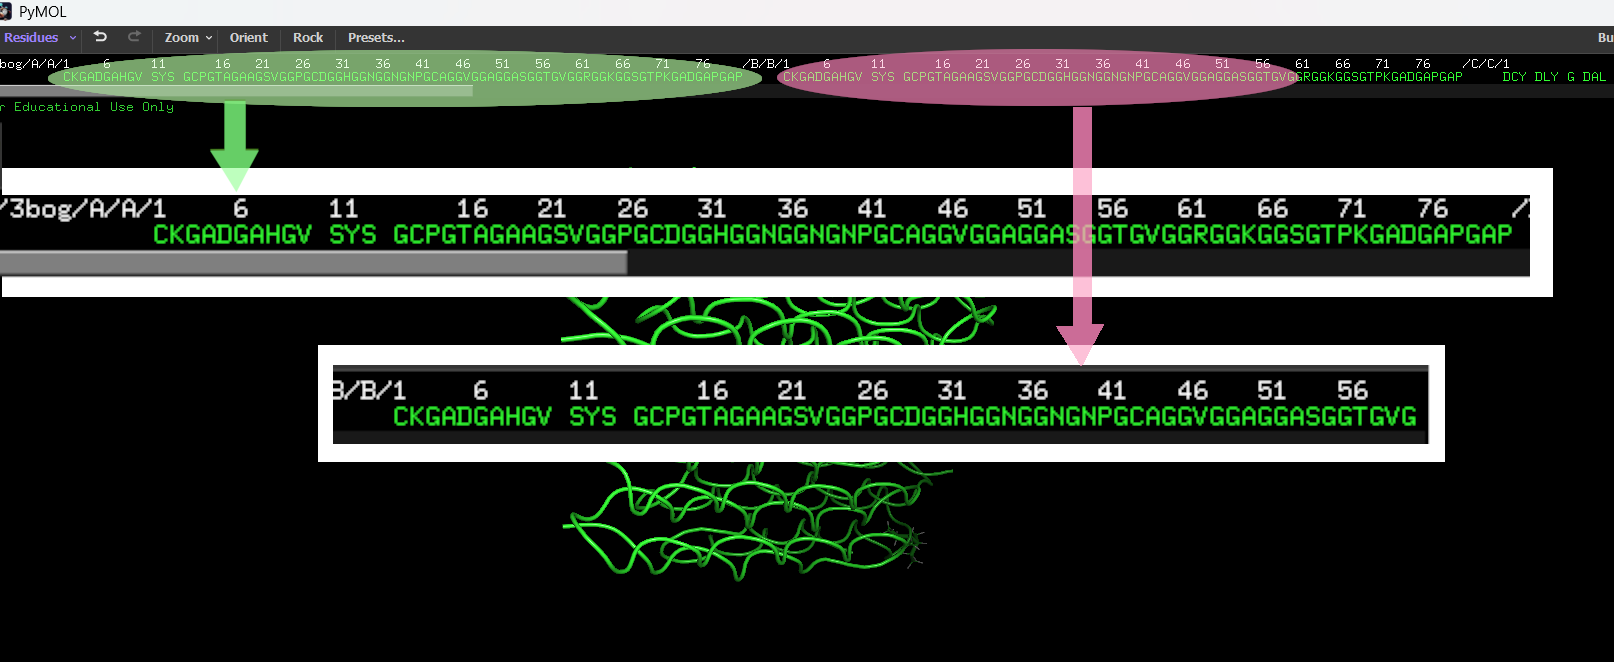 PyMOL
Residues Zoom Orient Rock Presets... Bu
bog/A/A/1 6 11 16 21 26 31 36 41 46 51 56 61 66 71 76 /B/B/1 6 11 16 21 26 31 36 41 46 51 56 61 66 71 76 /C/C/1
CKGADGAHGV SYS GCPGTAGAAGSVGGPGCDGGHGGNGGNGNPGCAGGVGGAGGASGGTGVGGRGGKGGSGTPKGADGAPGAP CKGADGAHGV SYS GCPGTAGAAGSVGGPGCDGGHGGNGGNGNPGCAGGVGGAGGASGGTGVGGRGGKGGSGTPKGADGAPGAP DCY DLY G DAL
r Educational Use Only
/3bog/A/A/1 6 11 16 21 26 31 36 41 46 51 56 61 66 71 76
CKGADGAHGV SYS GCPGTAGAAGSVGGPGCDGGHGGNGGNGNPGCAGGVGGAGGASGGTGVGGRGGKGGSGTPKGADGAPGAP
B/B/1 6 11 16 21 26 31 36 41 46 51 56
CKGADGAHGV SYS GCPGTAGAAGSVGGPGCDGGHGGNGGNGNPGCAGGVGGAGGASGGTGVG